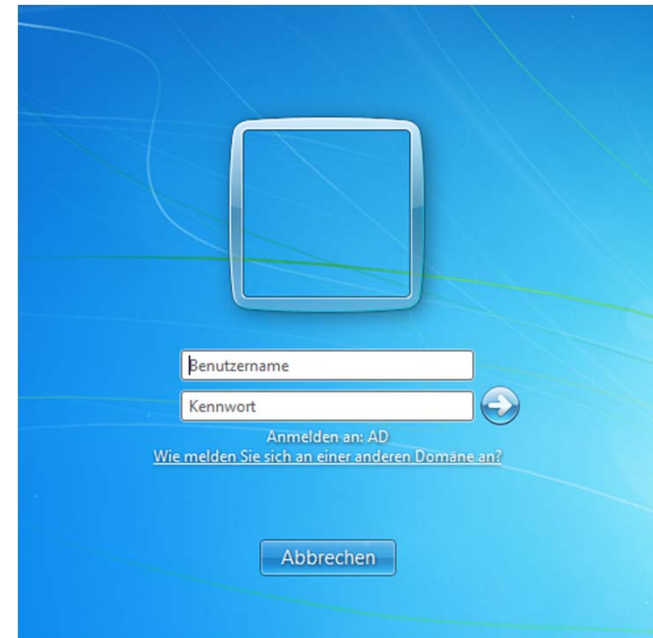 Benutzername
Kennwort
Anmelden an: AD
Wie melden Sie sich an einer anderen Domäne an?
Abbrechen